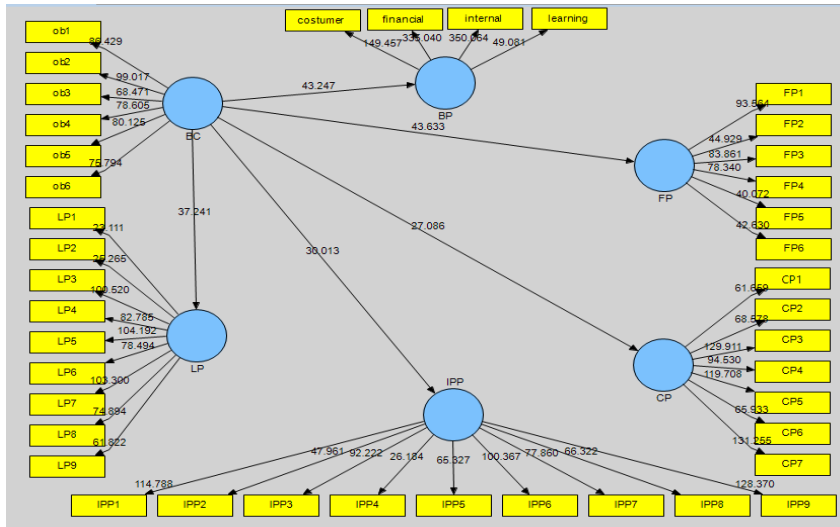 costumer
financial
internal
learning
149.457
335.040
350.064
49.081
BP
ob1
ob2
ob3
ob4
ob5
ob6
86.429
99.017
68.471
78.605
80.125
75.794
BC
43.247
43.633
37.241
30.013
27.086
FP1
FP2
FP3
FP4
FP5
FP6
93.564
44.929
83.861
78.340
40.072
42.630
FP
LP1
LP2
LP3
LP4
LP5
LP6
LP7
LP8
LP9
23.111
25.265
100.520
82.785
104.192
78.494
103.300
74.894
61.822
LP
CP1
CP2
CP3
CP4
CP5
CP6
CP7
61.659
68.578
129.911
94.530
119.708
65.933
131.255
CP
IPP
114.788
47.961
92.222
26.184
65.327
100.367
77.860
66.322
128.370
IPP1
IPP2
IPP3
IPP4
IPP5
IPP6
IPP7
IPP8
IPP9